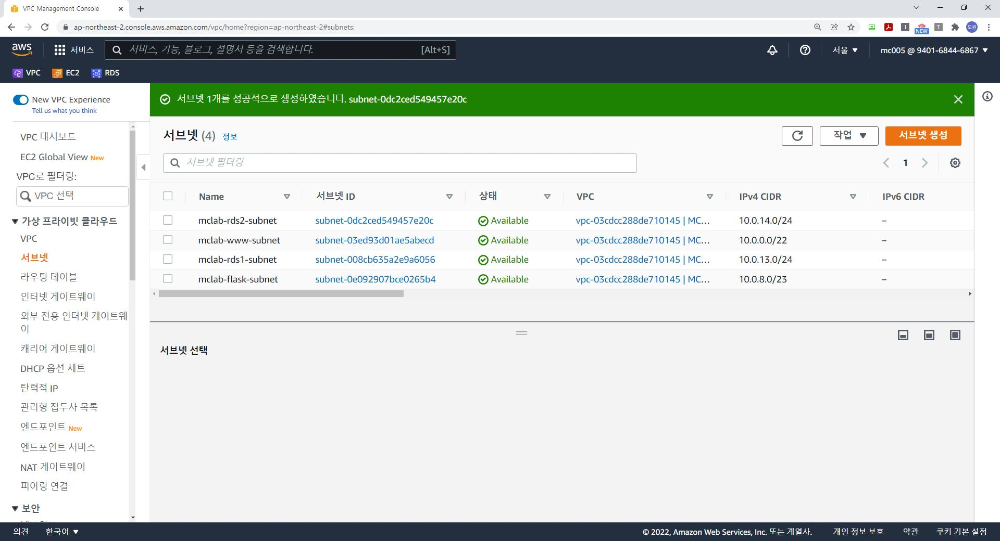 VPC Management Console
ap-northeast-2.console.aws.amazon.com/vpc/home?region=ap-northeast-2#subnets:
NEW
도원
aws
서비스
서비스, 기능, 블로그, 설명서 등을 검색합니다.
[Alt+S]
서울
mc005 @ 9401-6844-6867
VPC
EC2
RDS
New VPC Experience
Tell us what you think
VPC 대시보드
EC2 Global View New
VPC로 필터링:
VPC 선택
가상 프라이빗 클라우드
VPC
서브넷
라우팅 테이블
인터넷 게이트웨이
외부 전용 인터넷 게이트웨
이
캐리어 게이트웨이
DHCP 옵션 세트
탄력적 IP
관리형 접두사 목록
엔드포인트 New
엔드포인트 서비스
NAT 게이트웨이
피어링 연결
보안
서브넷 1개를 성공적으로 생성하였습니다. subnet-0dc2ced549457e20c
서브넷 (4) 정보
작업
서브넷 생성
서브넷 필터링
1
Name 서브넷 ID 상태 VPC IPv4 CIDR IPv6 CIDR
mclab-rds2-subnet subnet-0dc2ced549457e20c Available vpc-03cdcc288de710145 | MC... 10.0.14.0/24 –
mclab-www-subnet subnet-03ed93d01ae5abecd Available vpc-03cdcc288de710145 | MC... 10.0.0.0/22 –
mclab-rds1-subnet subnet-008cb635a2e9a6056 Available vpc-03cdcc288de710145 | MC... 10.0.13.0/24 –
mclab-flask-subnet subnet-0e092907bce0265b4 Available vpc-03cdcc288de710145 | MC... 10.0.8.0/23 –
서브넷 선택
의견
한국어
© 2022, Amazon Web Services, Inc. 또는 계열사.
개인 정보 보호
약관
쿠키 기본 설정